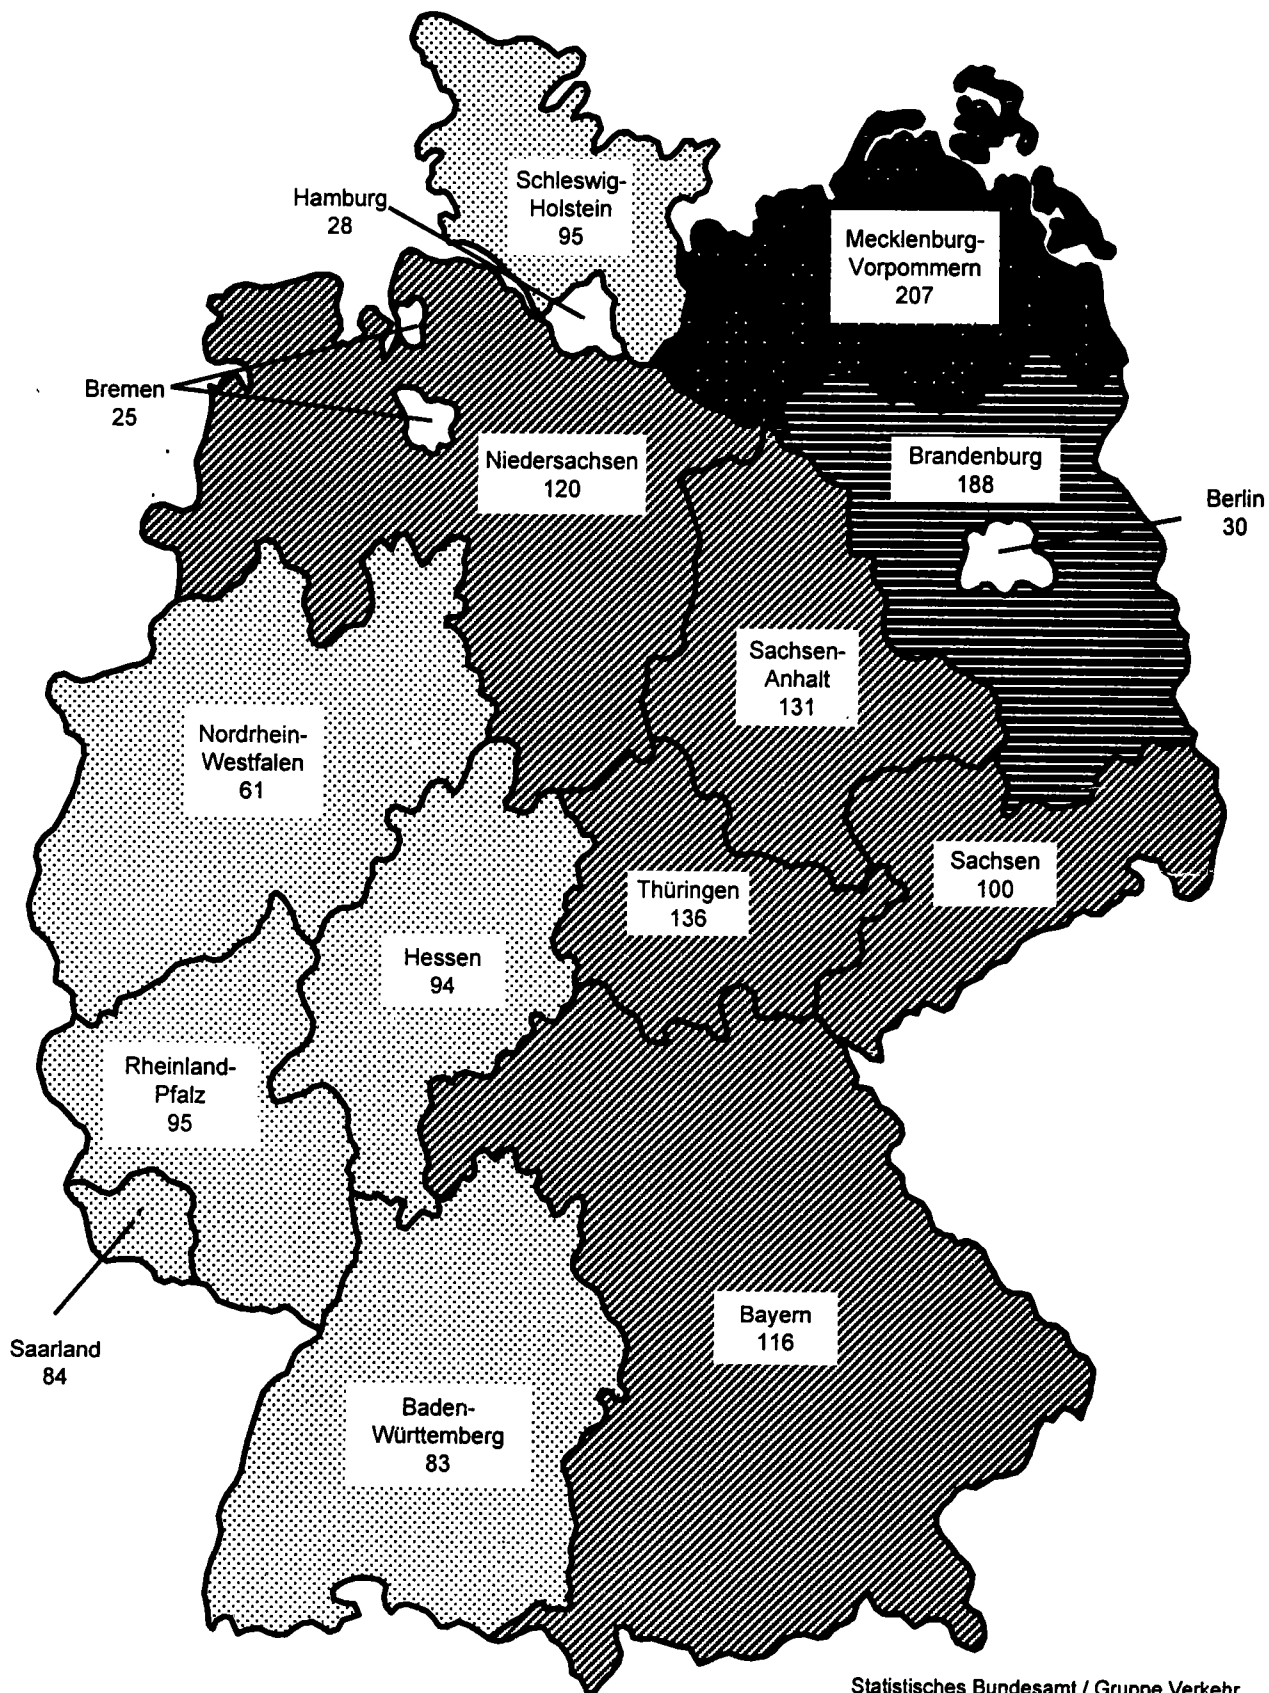 Schleswig-
Holstein
95
Hamburg
28
Mecklenburg-
Vorpommern
207
Bremen
25
Niedersachsen
120
Brandenburg
188
Berlin
30
Sachsen-
Anhalt
131
Nordrhein-
Westfalen
61
Sachsen
100
Thüringen
136
Hessen
94
Rheinland-
Pfalz
95
Bayern
116
Saarland
84
Baden-
Württemberg
83
Statistisches Bundesamt / Gruppe Verkehr